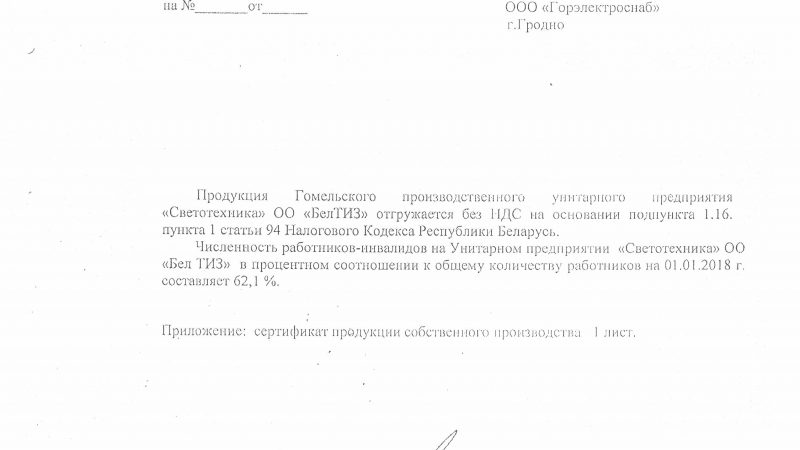 на №_______от______
ООО «Горэлектроснаб»
г.Гродно
Продукция Гомельского производственного унитарного предприятия
«Светотехника» ОО «БелТИЗ» отгружается без НДС на основании подпункта 1.16.
пункта 1 статьи 94 Налогового Кодекса Республики Беларусь.
Численность работников-инвалидов на Унитарном предприятии «Светотехника» ОО
«Бел ТИЗ» в процентном соотношении к общему количеству работников на 01.01.2018 г.
составляет 62,1 %.
Приложение: сертификат продукции собственного производства 1 лист.